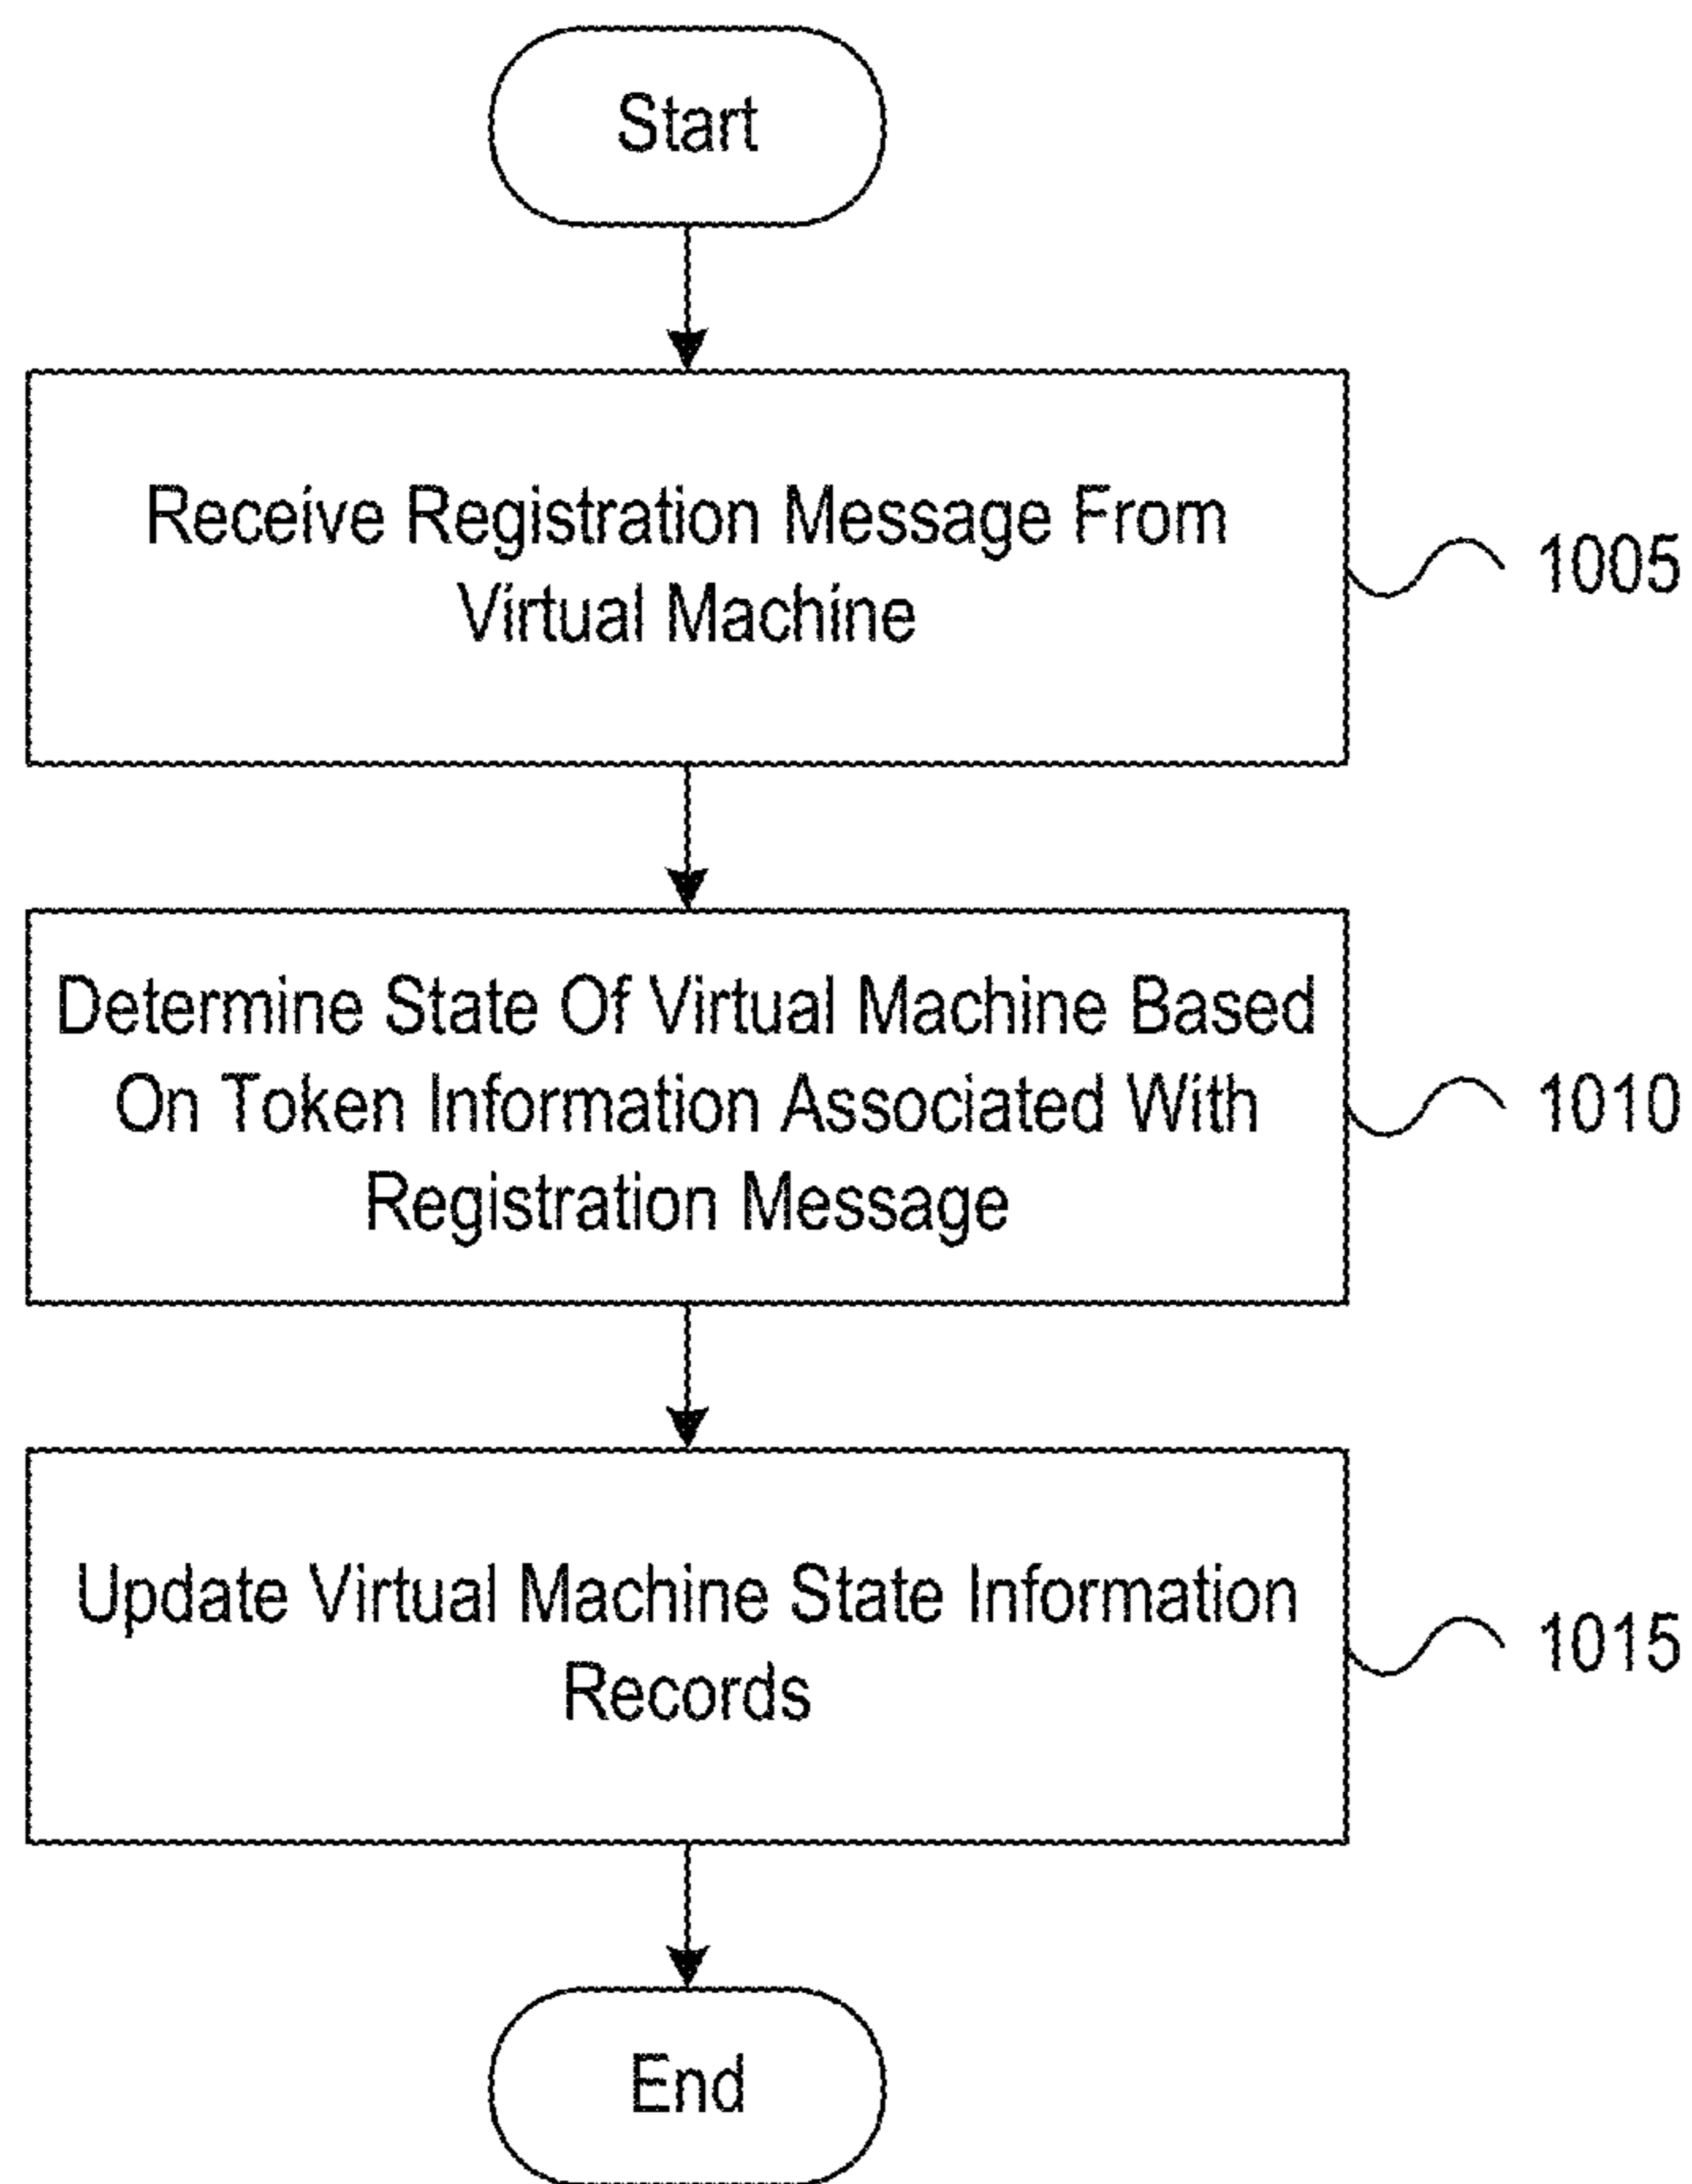 Start
Receive Registration Message From
Virtual Machine
1005
Determine State Of Virtual Machine Based
On Token Information Associated With
Registration Message
1010
Update Virtual Machine State Information
Records
1015
End